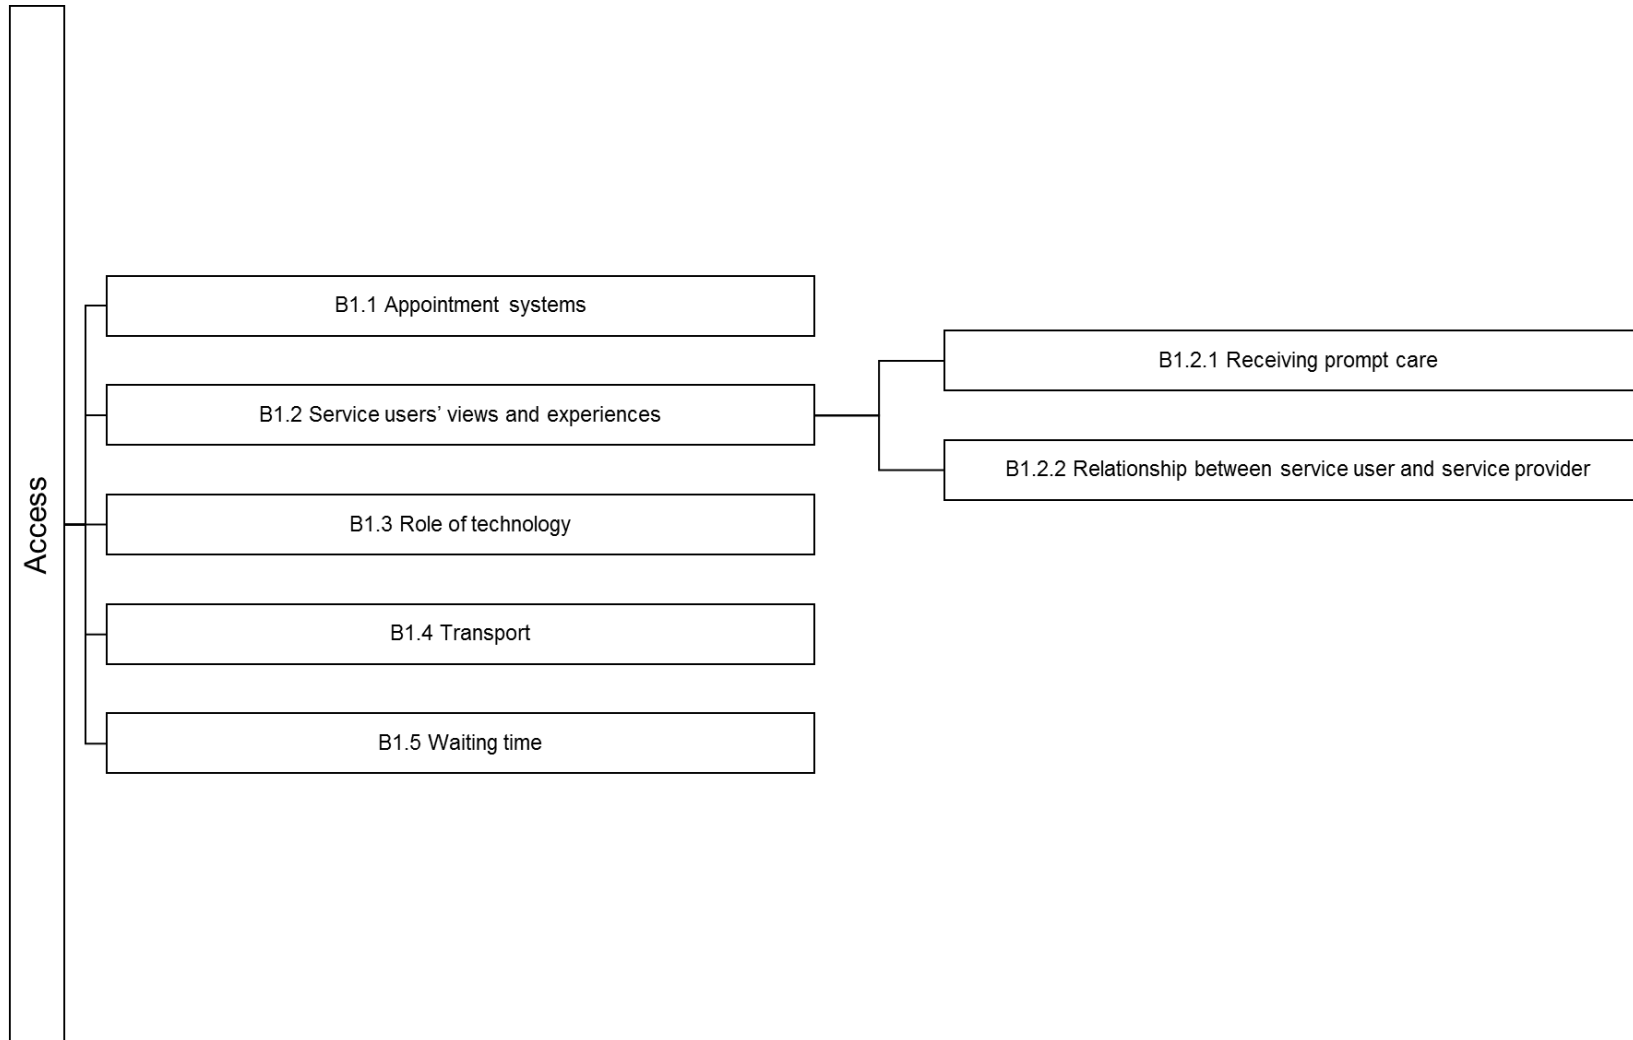 Access
B1.1 Appointment systems
B1.2 Service users’ views and experiences
B1.2.1 Receiving prompt care
B1.2.2 Relationship between service user and service provider
B1.3 Role of technology
B1.4 Transport
B1.5 Waiting time